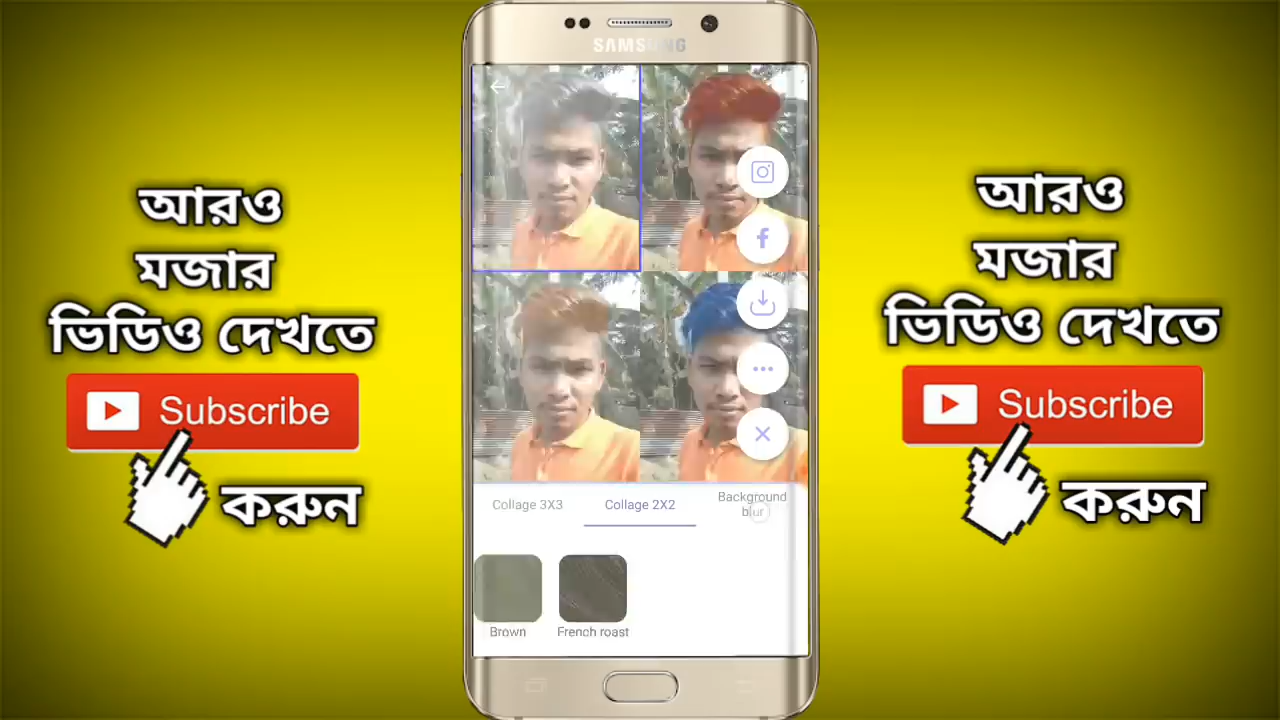 SAMSUNG
আরও
মজার
ভিডিও দেখতে
Subscribe
করুন
Collage 3X3
Collage 2X2
Background
blur
Brown
French roast
আরও
মজার
ভিডিও দেখতে
Subscribe
করুন